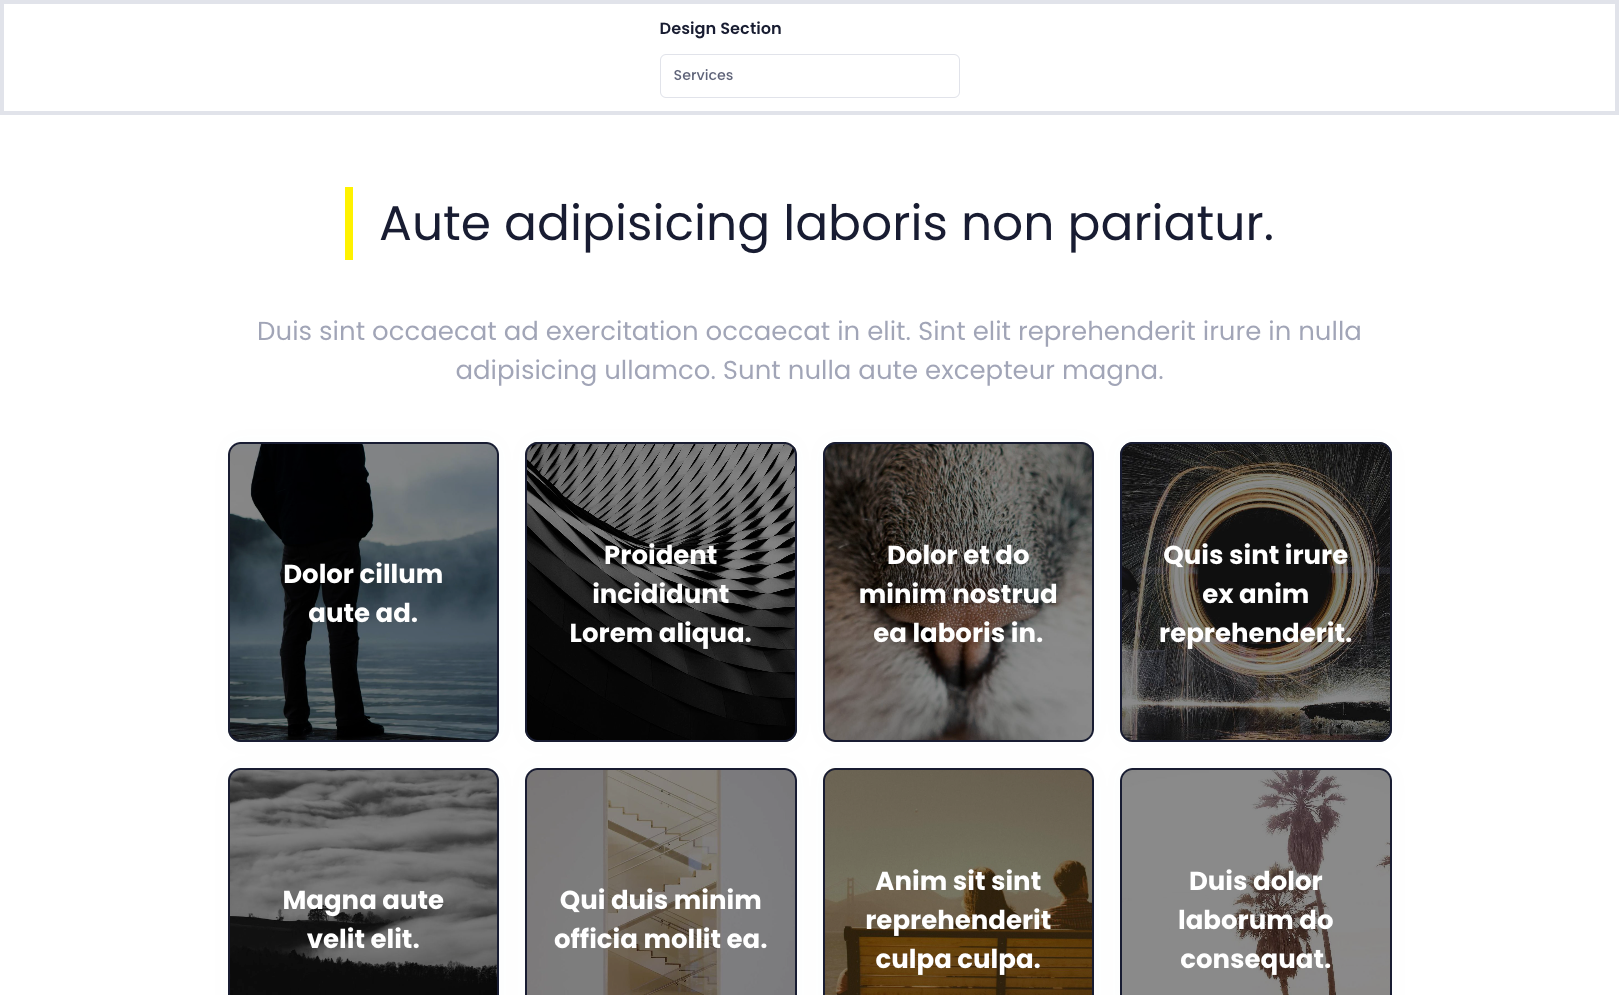 Design Section
Services
Aute adipisicing laboris non pariatur.
Duis sint occaecat ad exercitation occaecat in elit. Sint elit reprehenderit irure in nulla
adipisicing ullamco. Sunt nulla aute excepteur magna.
Dolor cillum
aute ad.
Proident
incididunt
Lorem aliqua.
Dolor et do
minim nostrud
ea laboris in.
Quis sint irure
ex anim
reprehenderit.
Magna aute
velit elit.
Qui duis minim
officia mollit ea.
Anim sit sint
reprehenderit
culpa culpa.
Duis dolor
laborum do
consequat.